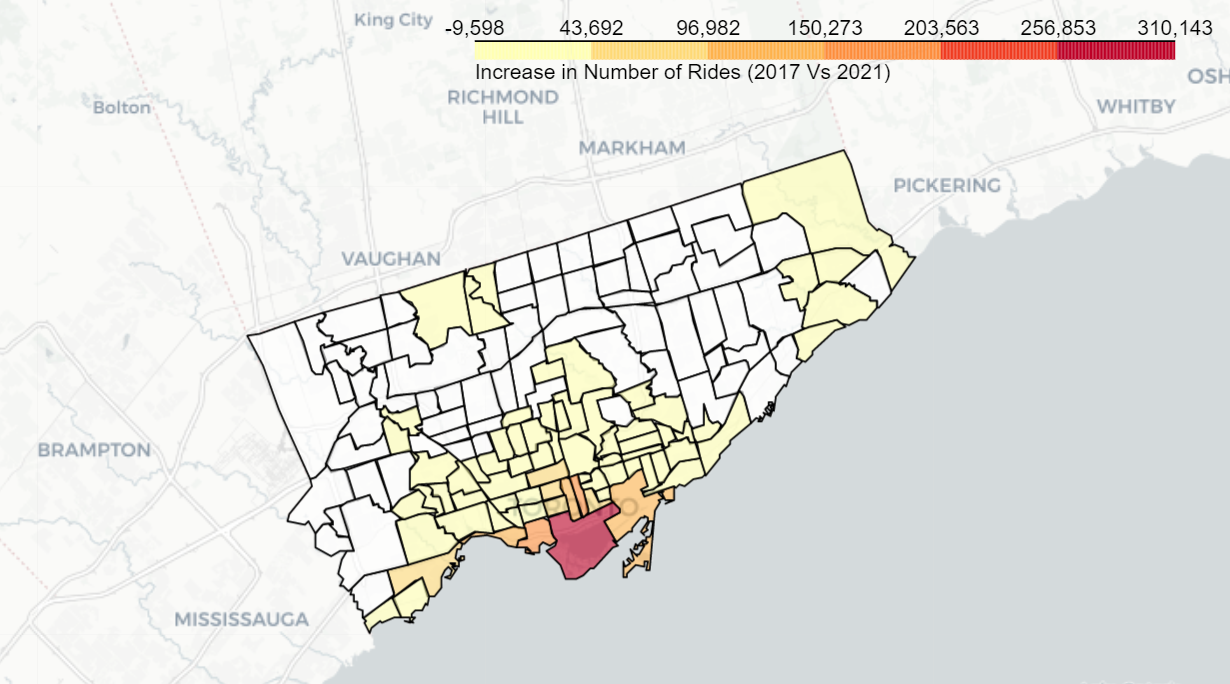 King City
-9,598 43,692 96,982 150,273 203,563 256,853 310,143
Increase in Number of Rides (2017 Vs 2021)
OSH
Bolton
RICHMOND
HILL
WHITBY
MARKHAM
PICKERING
VAUGHAN
BRAMPTON
TORONTO
MISSISSAUGA